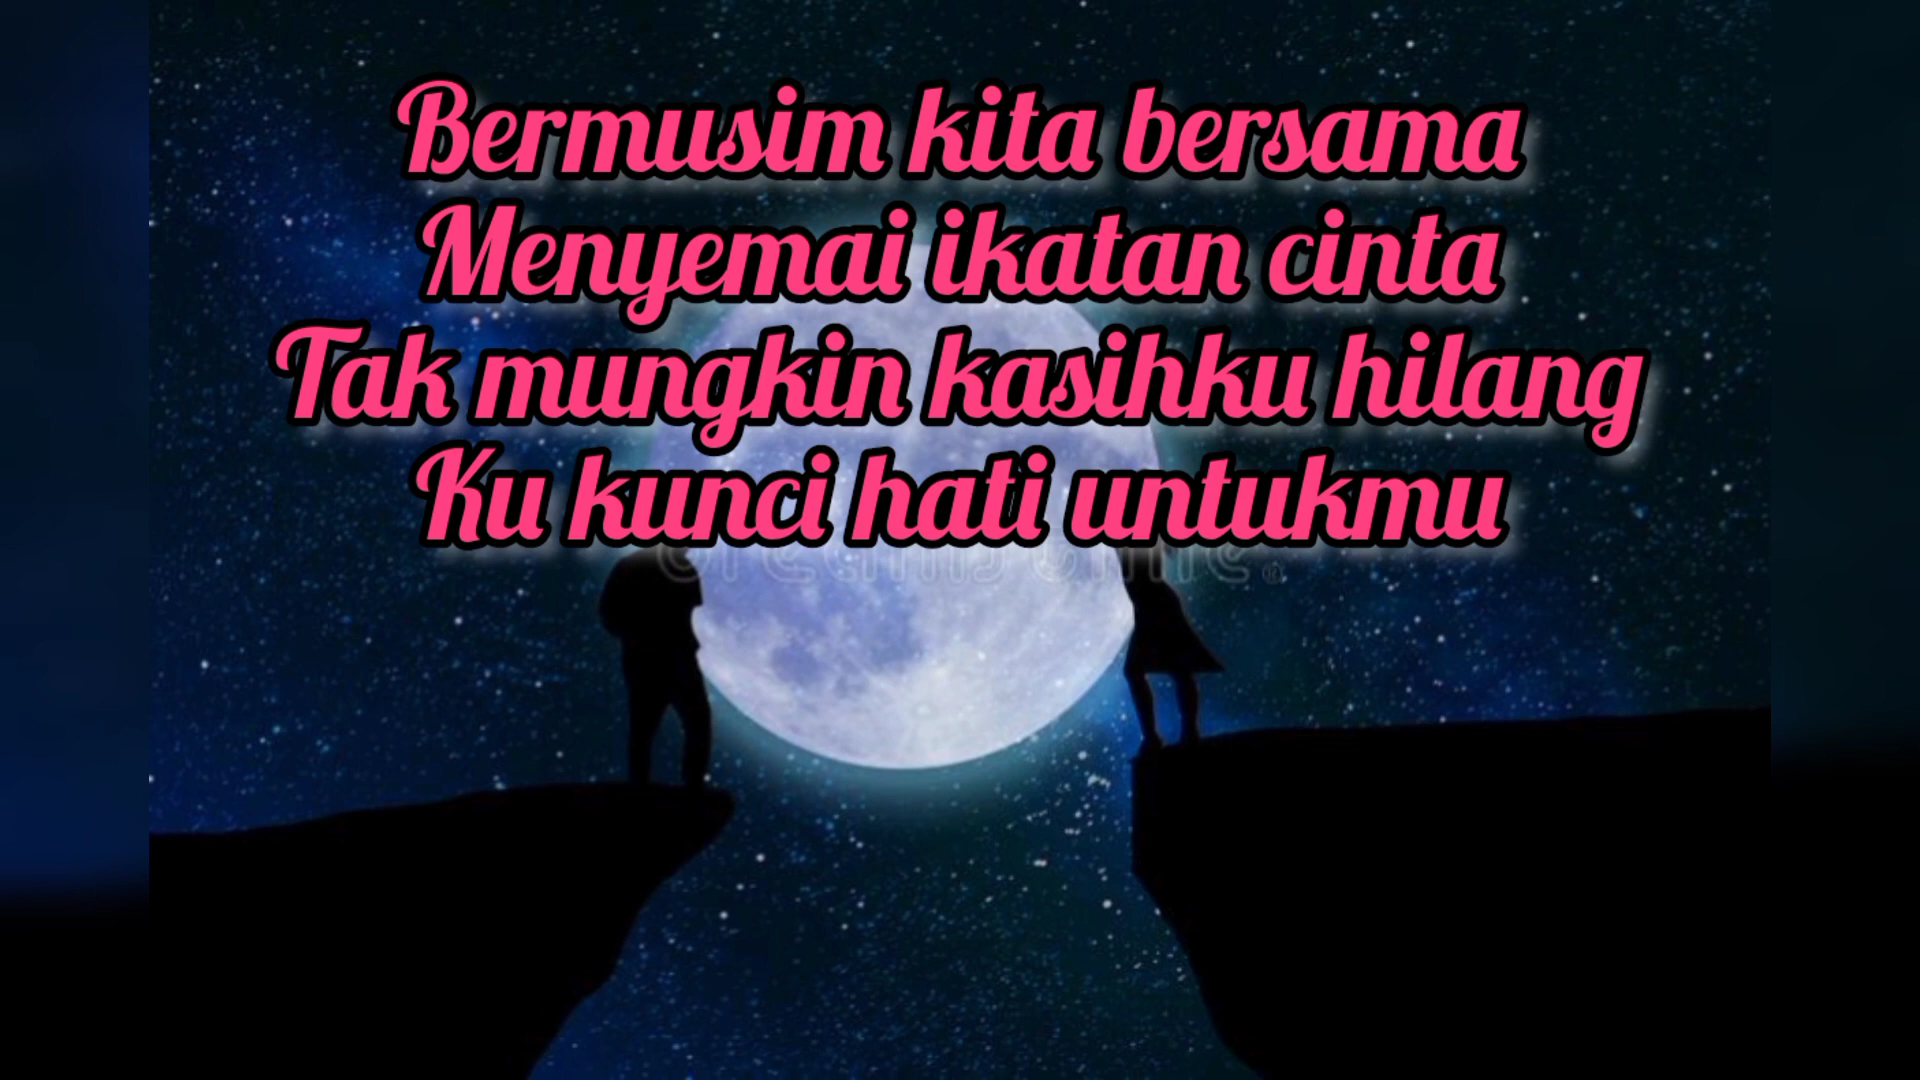 Bermusim kita bersama
Menyemai ikatan cinta
Tak mungkin kasihku hilang
Ku kunci hati untukmu